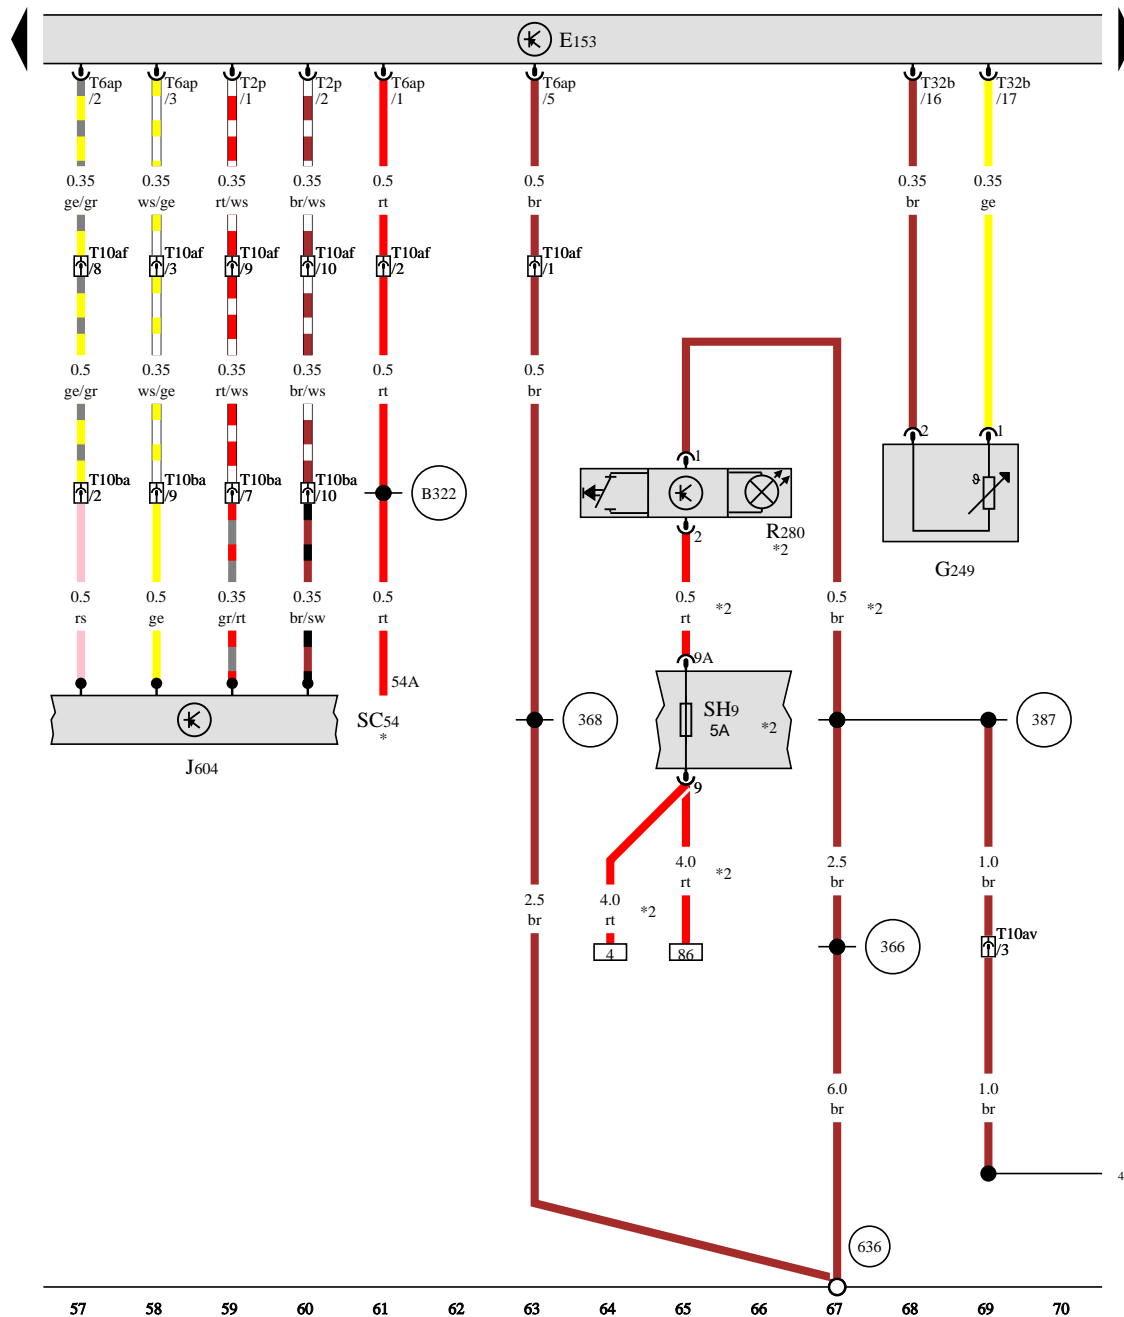 E153
T6ap T6ap T2p T2p T6ap T6ap T32b T32b
/2 /3 /1 /2 /1 /5 /16 /17
0.35 0.35 0.35 0.35 0.5 0.5 0.35 0.35
ge/gr ws/ge rt/ws br/ws rt br br ge
T10af T10af T10af T10af T10af T10af
/8 /3 /9 /10 /2 /1
0.5 0.35 0.35 0.35 0.5 0.5
ge/gr ws/ge rt/ws br/ws rt br
2 1
1
T10ba T10ba T10ba T10ba
/2 /9 /7 /10
B322
ϑ
2
R280
*2
G249
0.5 0.5 0.35 0.35 0.5 0.5 *2 0.5 *2
rs ge gr/rt br/sw rt rt br
9A
54A
SC54
*
SH9
5A *2
368
387
J604
9
4.0 *2 2.5 1.0
rt br br
2.5 4.0 *2
br rt
4 86
366
T10av
/3
6.0 1.0
br br
4
636
57 58 59 60 61 62 63 64 65 66 67 68 69 70